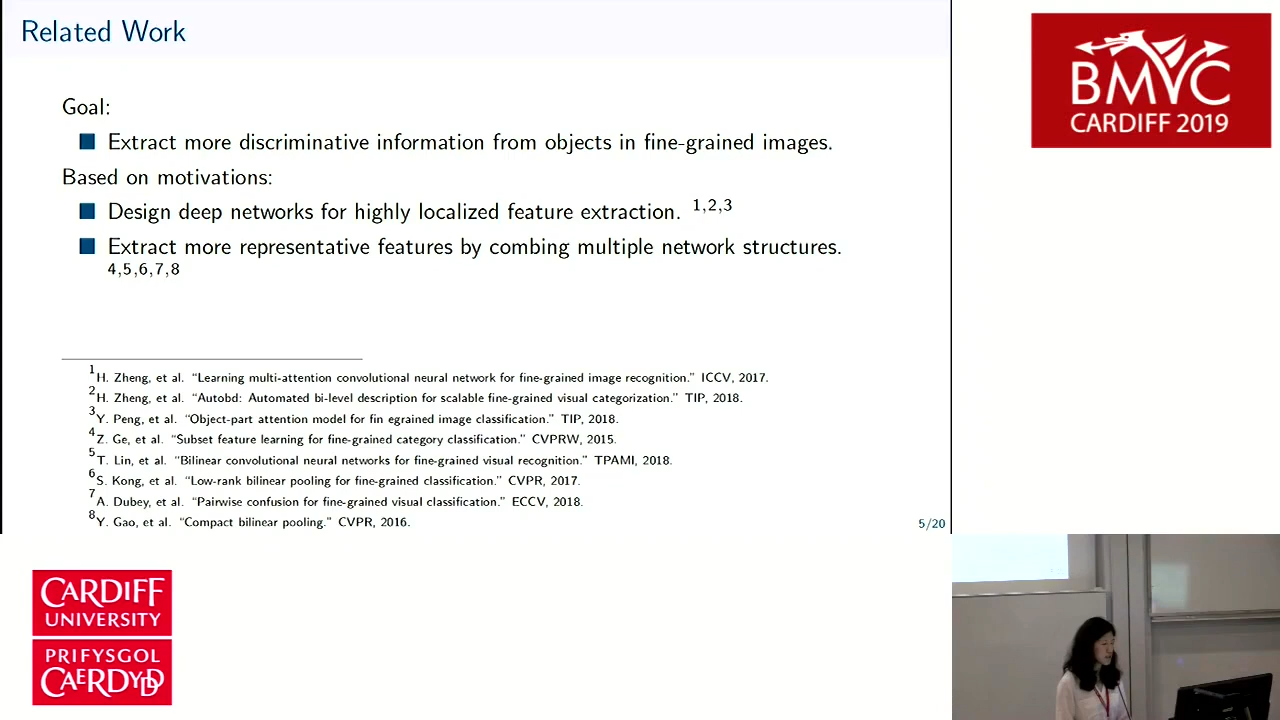 Related Work
Goal:
Extract more discriminative information from objects in fine-grained images.
Based on motivations:
Design deep networks for highly localized feature extraction. 1,2,3
Extract more representative features by combing multiple network structures.
4,5,6,7,8
1H. Zheng, et al. “Learning multi-attention convolutional neural network for fine-grained image recognition.” ICCV, 2017.
2H. Zheng, et al. “Autobd: Automated bi-level description for scalable fine-grained visual categorization.” TIP, 2018.
3Y. Peng, et al. “Object-part attention model for fin egrained image classification.” TIP, 2018.
4Z. Ge, et al. “Subset feature learning for fine-grained category classification.” CVPRW, 2015.
5T. Lin, et al. “Bilinear convolutional neural networks for fine-grained visual recognition.” TPAMI, 2018.
6S. Kong, et al. “Low-rank bilinear pooling for fine-grained classification.” CVPR, 2017.
7A. Dubey, et al. “Pairwise confusion for fine-grained visual classification.” ECCV, 2018.
8Y. Gao, et al. “Compact bilinear pooling.” CVPR, 2016.
5/20
BMVC
CARDIFF 2019
CARDIFF
UNIVERSITY
PRIFYSGOL
CAERDYDD